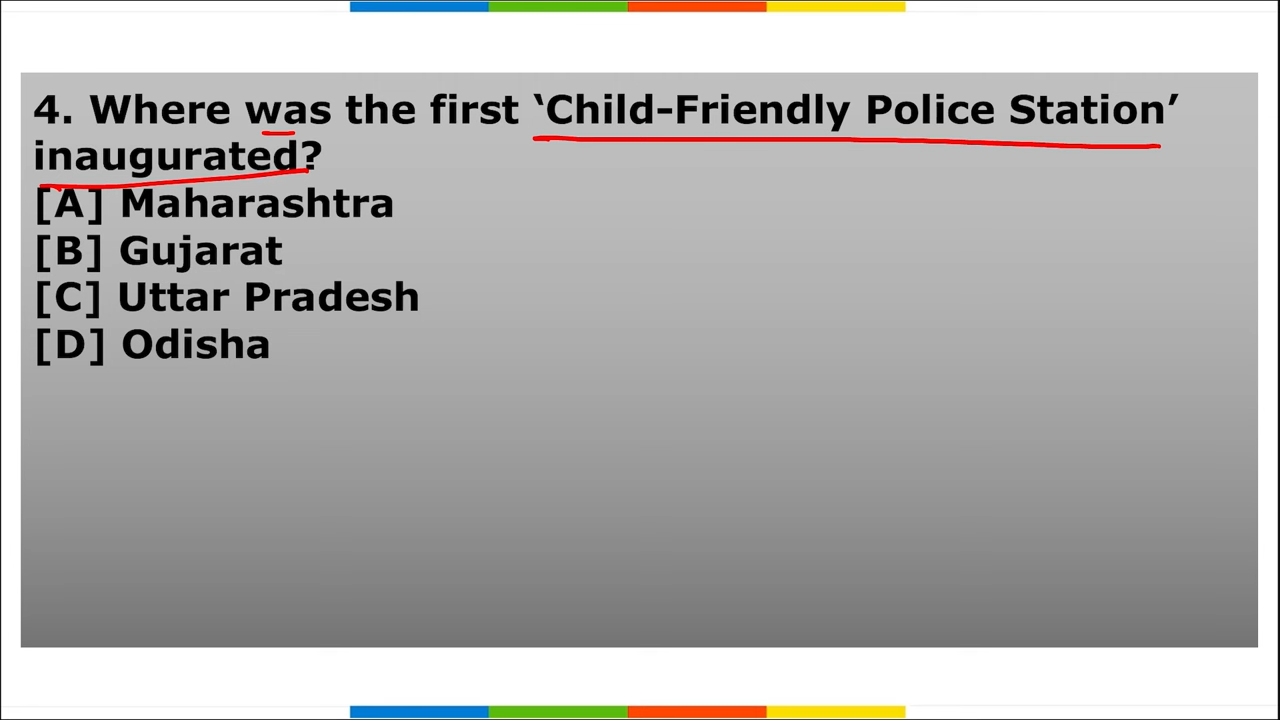 4. Where was the first ‘Child-Friendly Police Station’
inaugurated?
[A] Maharashtra
[B] Gujarat
[C] Uttar Pradesh
[D] Odisha